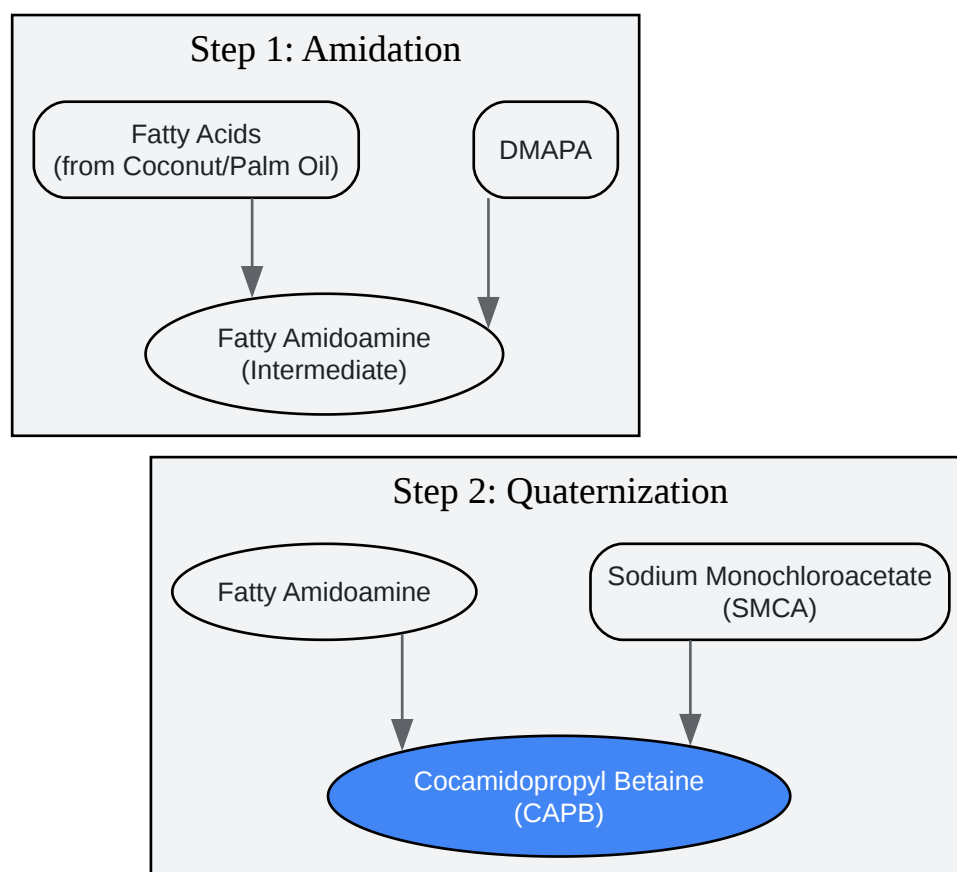 Step 1: Amidation
Fatty Acids
(from Coconut/Palm Oil)
DMAPA
Fatty Amidoamine
(Intermediate)
Step 2: Quaternization
Fatty Amidoamine
Sodium Monochloroacetate
(SMCA)
Cocamidopropyl Betaine
(CAPB)